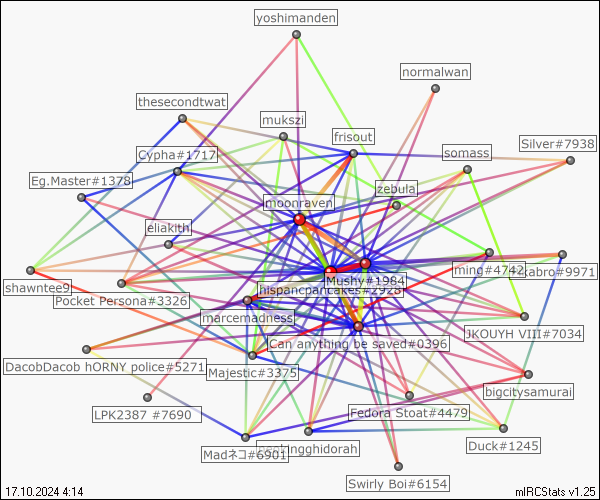 yoshimanden
normalwan
thesecondtwat
mukszi
frisout
Silver#7938
Cypha#1717
somass
Eg.Master#1378
zebula
moonraven
eliakith
shawntee9
ming#4742
kabro#9971
Mushy#1984
hispancpancakes#2928
Pocket Persona#3326
marcemadness
JKOUYH VIII#7034
Can anything be saved#0396
DacobDacob hORNY police#5271
Majestic#3375
bigcitysamurai
LPK2387 #7690
Fedora Stoat#4479
Duck#1245
Madネコ#6901
ngghidorah
Swirly Boi#6154
17.10.2024 4:14
mIRCStats v1.25